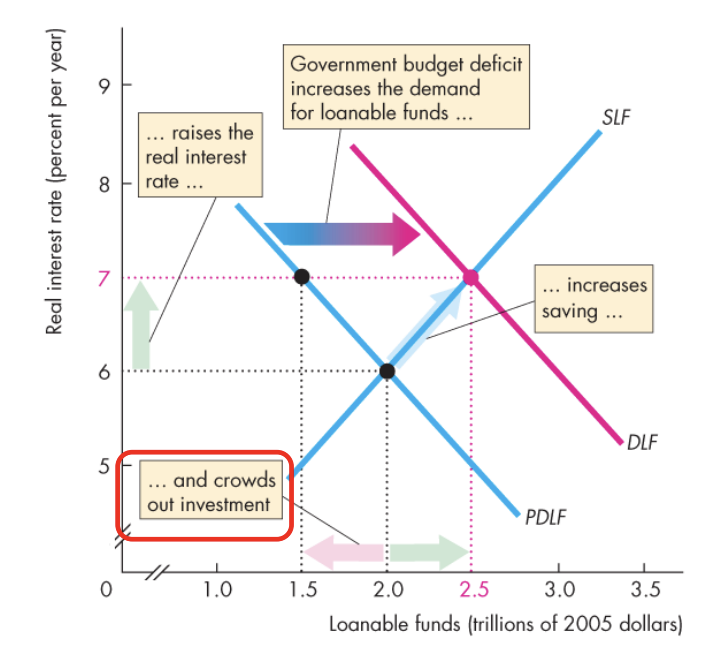 Real interest rate (percent per year)
9
8
7
6
5
0
Government budget deficit
increases the demand
for loanable funds ...
... raises the
real interest
rate ...
SLF
... increases
saving ...
DLF
... and crowds
out investment
PDLF
1.0 1.5 2.0 2.5 3.0 3.5
Loanable funds (trillions of 2005 dollars)